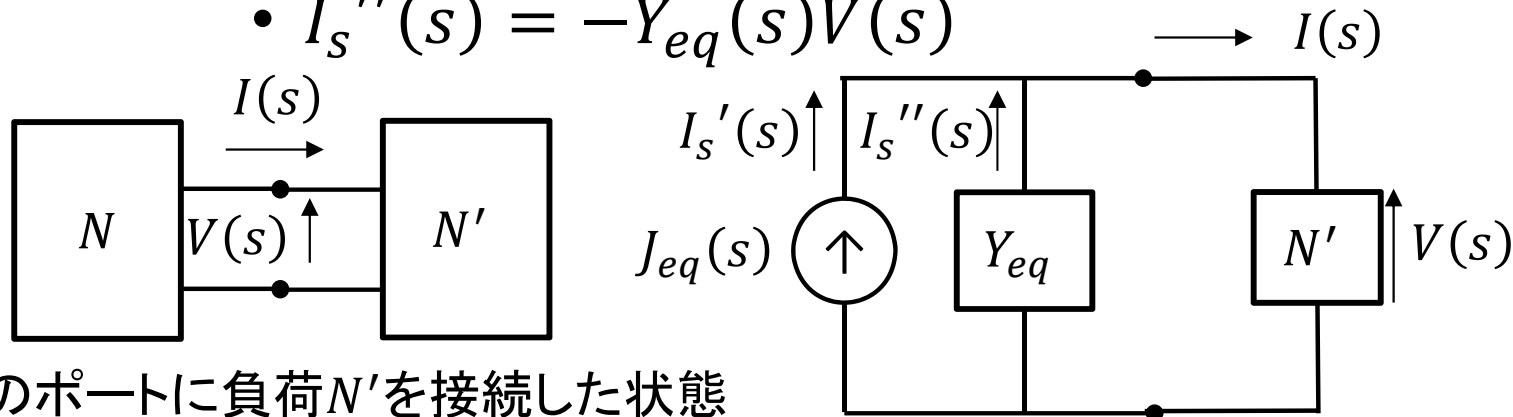 • I_s''(s) = −Y_eq(s)V(s)
I(s)
N
V(s)
N'
I(s)
I_s'(s)
I_s''(s)
J_eq(s)
Y_eq
N'
V(s)
のポートに負荷N'を接続した状態